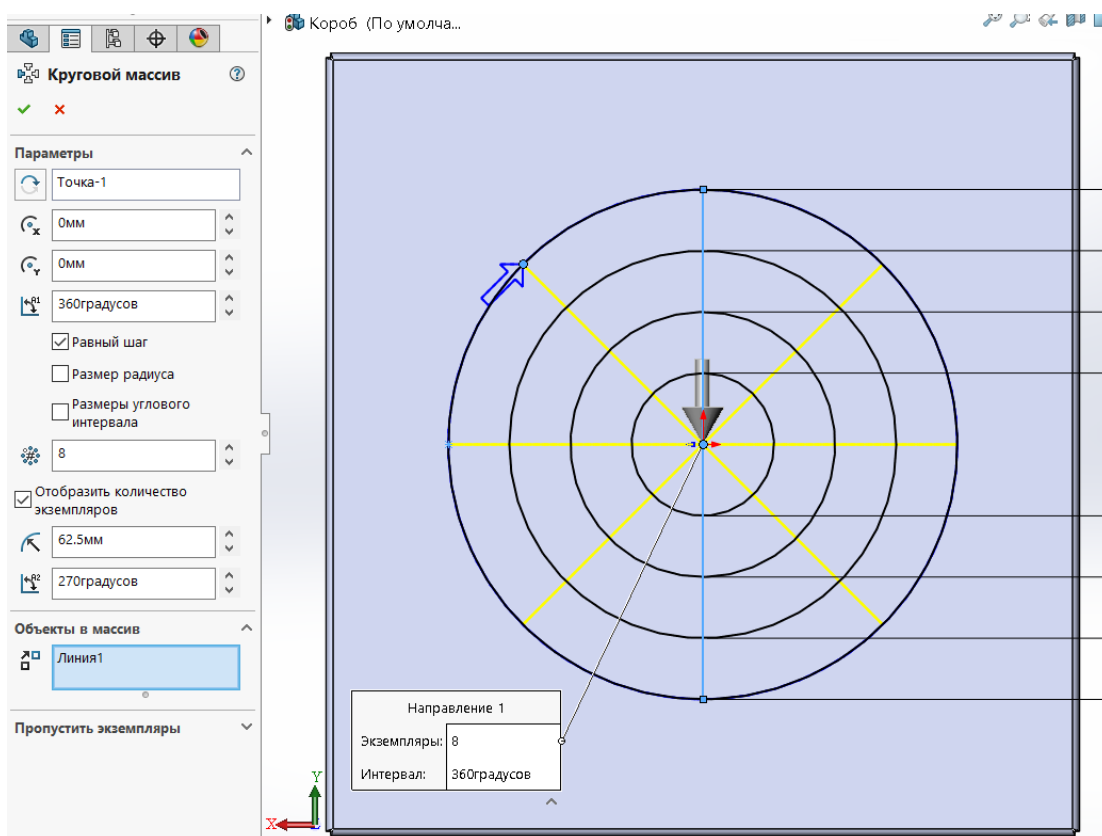 Короб (По умолча...
Круговой массив
Параметры
Точка-1
0мм
0мм
360градусов
Равный шаг
Размер радиуса
Размеры углового
интервала
8
Отобразить количество
экземпляров
62.5мм
270градусов
Объекты в массив
Линия1
Пропустить экземпляры
Направление 1
Экземпляры: 8
Интервал: 360градусов
Y
X